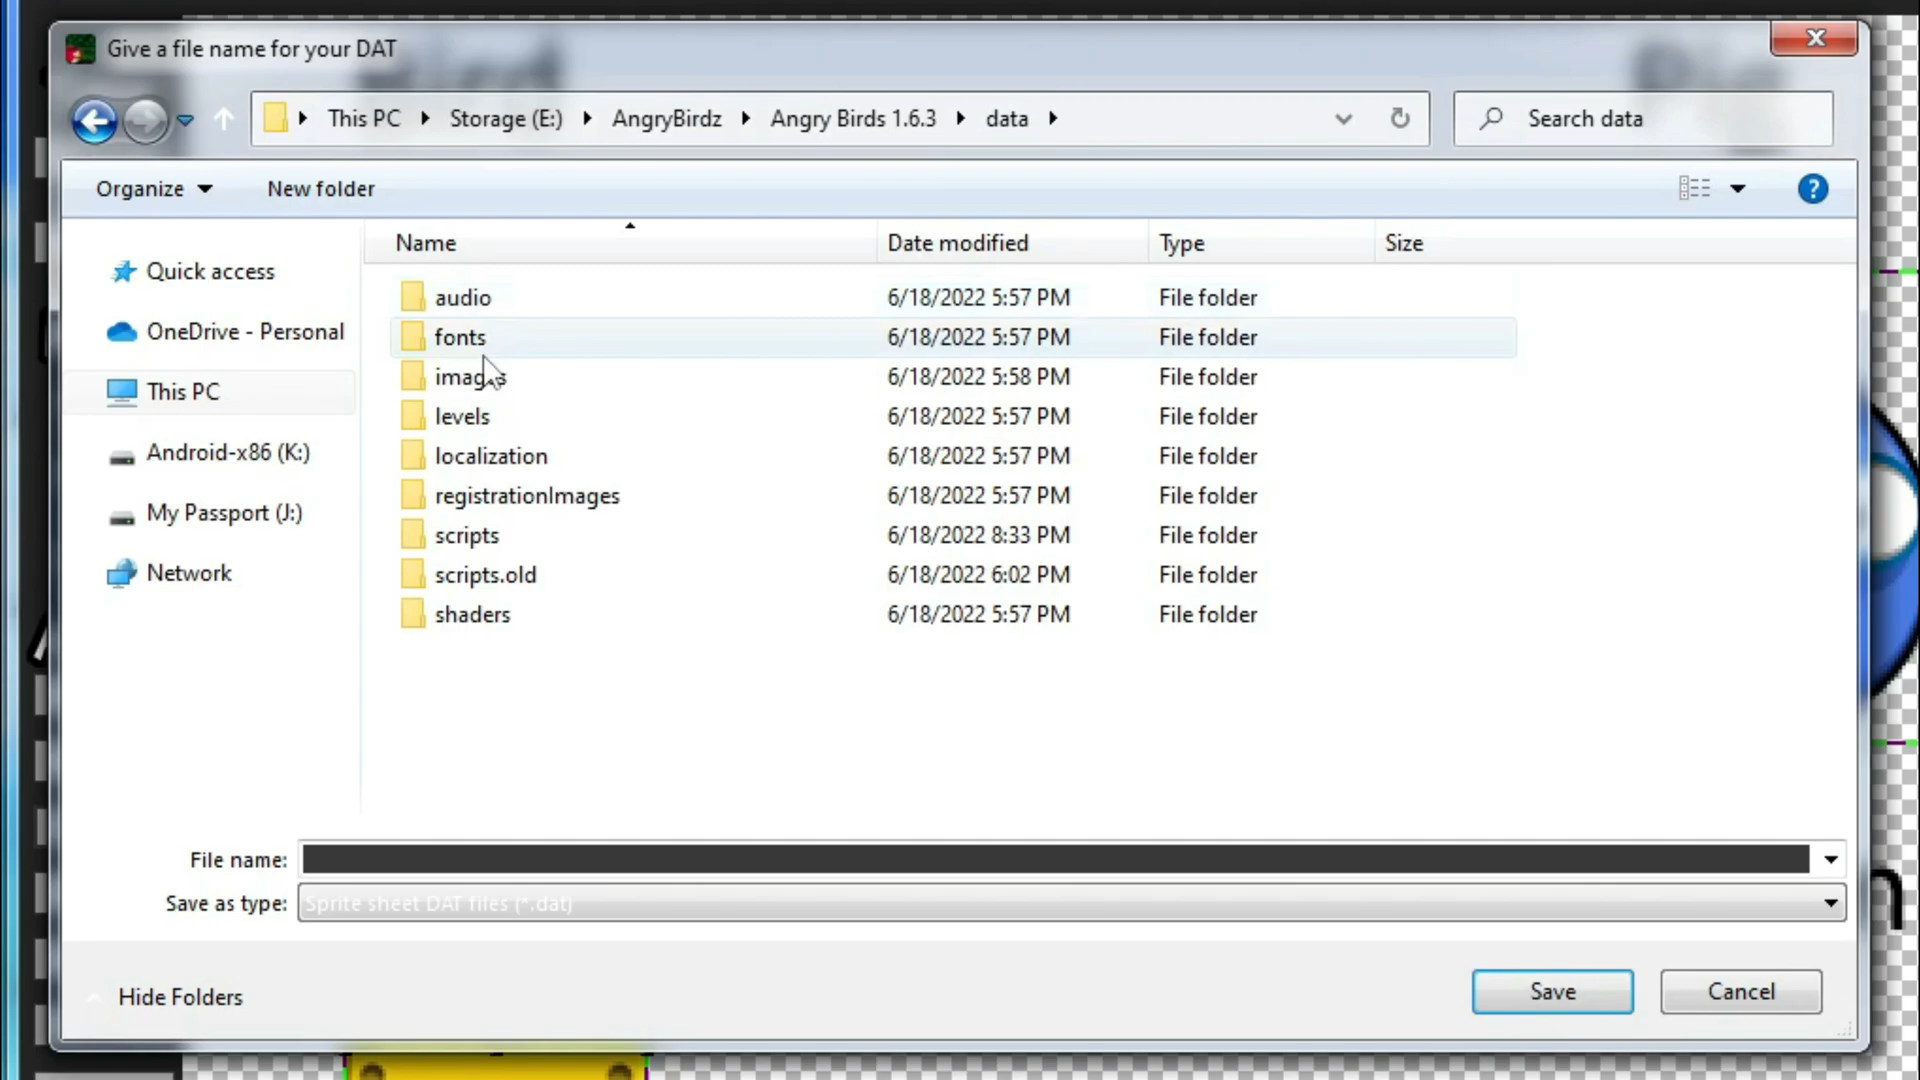 Give a file name for your DAT
This PC Storage (E:) AngryBirdz Angry Birds 1.6.3 data
Search data
Organize New folder
Name Date modified Type Size
Quick access
OneDrive - Personal
This PC
Android-x86 (K:)
My Passport (J:)
Network
audio 6/18/2022 5:57 PM File folder
fonts 6/18/2022 5:57 PM File folder
images 6/18/2022 5:58 PM File folder
levels 6/18/2022 5:57 PM File folder
localization 6/18/2022 5:57 PM File folder
registrationImages 6/18/2022 5:57 PM File folder
scripts 6/18/2022 8:33 PM File folder
scripts.old 6/18/2022 6:02 PM File folder
shaders 6/18/2022 5:57 PM File folder
File name:
Save as type: Sprite sheet DAT files (*.dat)
Hide Folders
Save Cancel